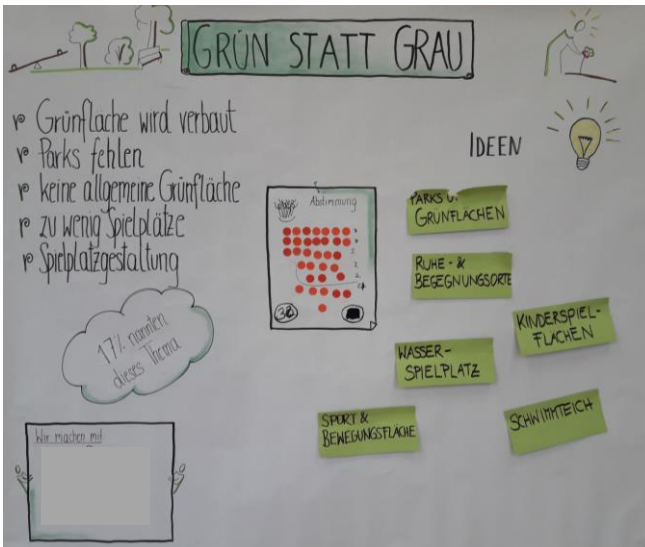 GRÜN STATT GRAU
Grünfläche wird verbaut
Parks fehlen
keine allgemeine Grünfläche
zu wenig Spielplätze
Spielplatzgestaltung
17% nannten
dieses Thema
Wir machen mit
Abstimmung
38
IDEEN
PARKS U.
GRÜNFLÄCHEN
RUHE- &
BEGEGNUNGSORTE
KINDERSPIEL-
FLÄCHEN
WASSER-
SPIELPLATZ
SPORT &
BEWEGUNGSFLÄCHE
SCHWIMMTEICH